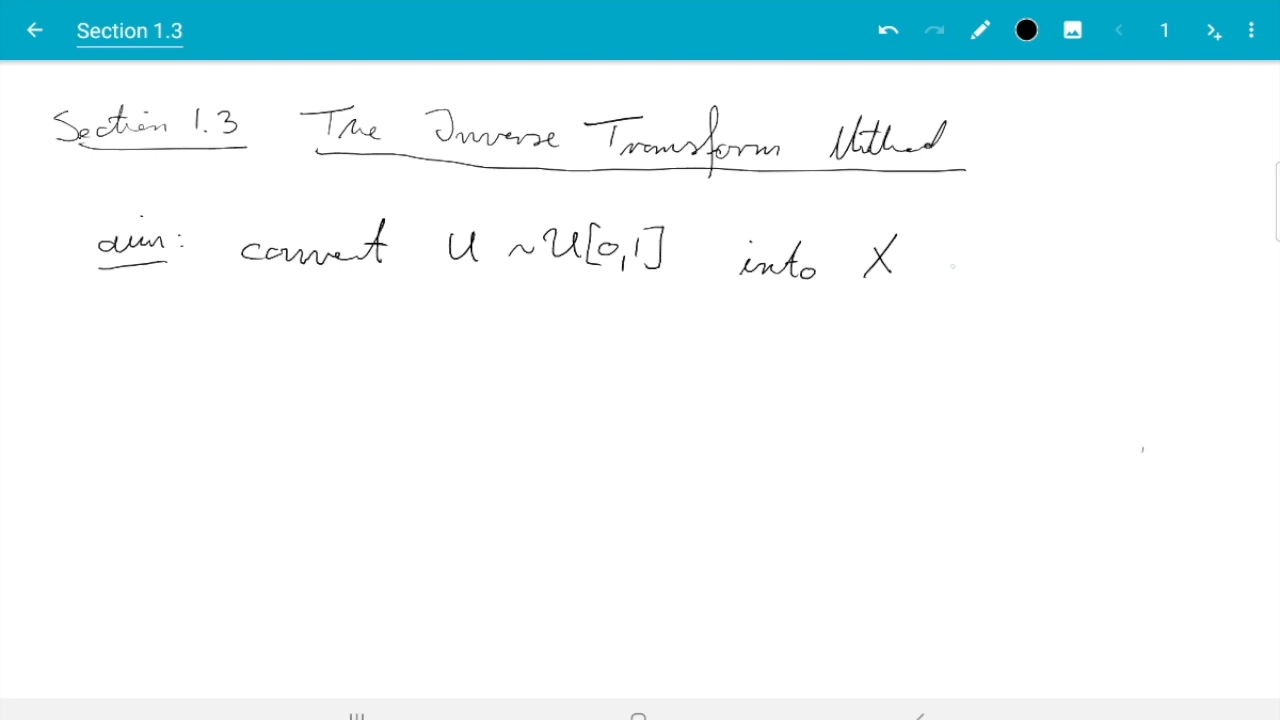 Section 1.3
1
Section 1.3 The Inverse Transform Method
aim: convert U ~ U[0,1] into X